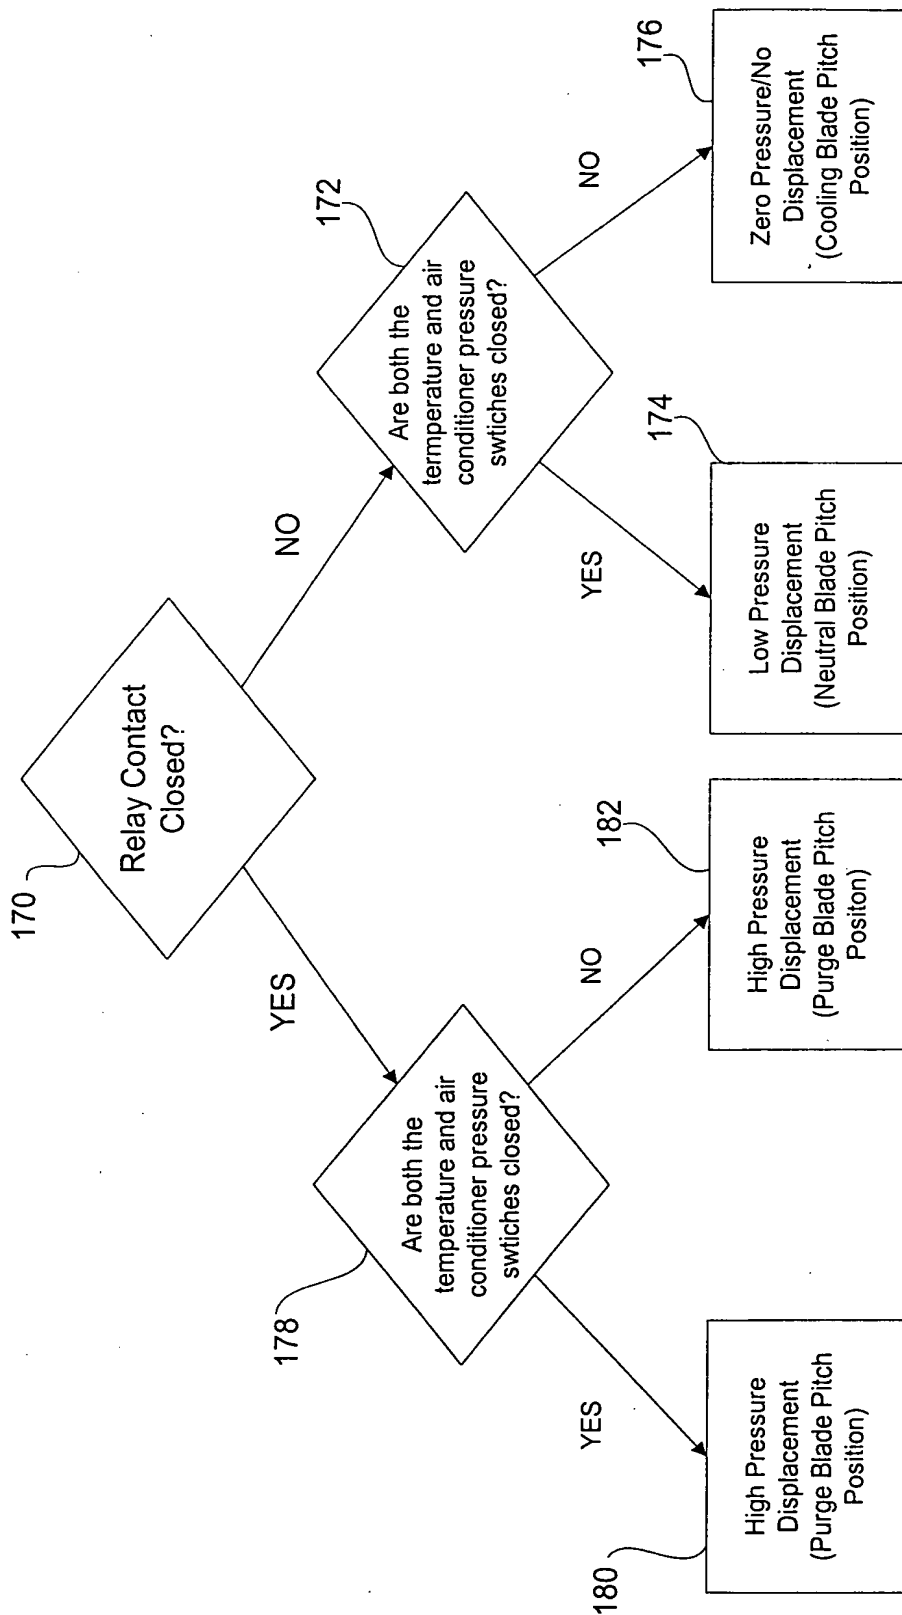 170
Relay Contact
Closed?
YES
NO
178
Are both the
temperature and air
conditioner pressure
swtiches closed?
172
Are both the
termperature and air
conditioner pressure
swtiches closed?
YES
NO
YES
NO
180
High Pressure
Displacement
(Purge Blade Pitch
Position)
182
High Pressure
Displacement
(Purge Blade Pitch
Positon)
174
Low Pressure
Displacement
(Neutral Blade Pitch
Position)
176
Zero Pressure/No
Displacement
(Cooling Blade Pitch
Position)